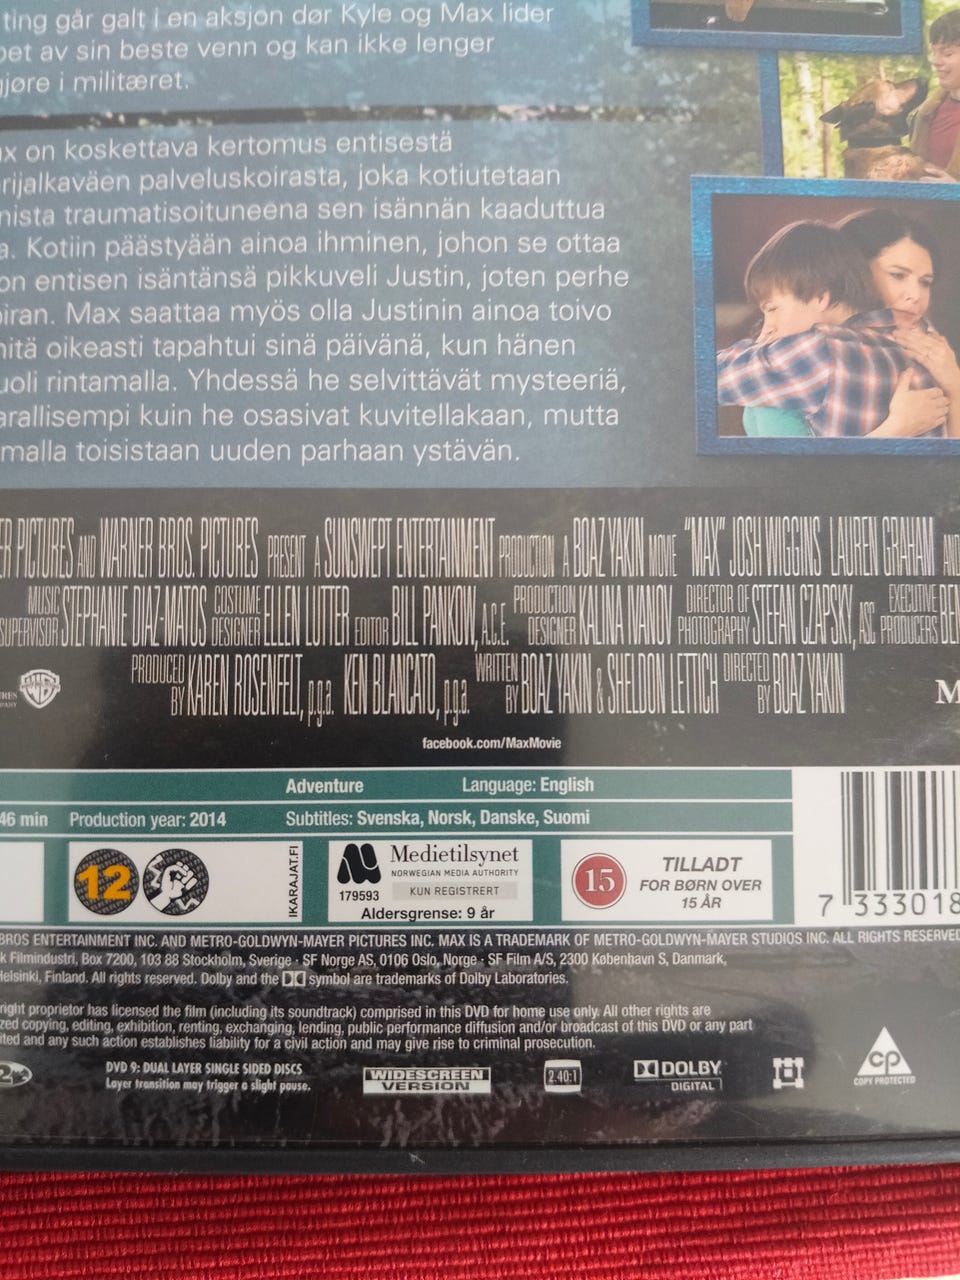 ting går galt i en aksjon dør Kyle og Max lider
pet av sin beste venn og kan ikke lenger
gjøre i militæret.
ax on koskettava kertomus entisestä
rijalkaväen palveluskoirasta, joka kotiutetaan
nista traumatisoituneena sen isännän kaaduttua
a. Kotiin päästyään ainoa ihminen, johon se ottaa
on entisen isäntänsä pikkuveli Justin, joten perhe
oiran. Max saattaa myös olla Justinin ainoa toivo
nitä oikeasti tapahtui sinä päivänä, kun hänen
uoli rintamalla. Yhdessä he selvittävät mysteeriä,
arallisempi kuin he osasivat kuvitellakaan, mutta
malla toisistaan uuden parhaan ystävän.
ER PICTURES AND WARNER BROS. PICTURES PRESENT A SUNSWEPT ENTERTAINMENT PRODUCTION A BOAZ YAKIN MOVIE "MAX" JOSH WIGGINS LAUREN GRAHAM AND
MUSIC SUPERVISOR STEPHANIE DIAZ-MATOS COSTUME DESIGNER ELLEN LUTTER EDITOR BILL PANKOW, A.C.E. PRODUCTION DESIGNER KALINA IVANOV DIRECTOR OF PHOTOGRAPHY STEFAN CZAPSKY, ASC EXECUTIVE PRODUCERS BEN
PRODUCED BY KAREN ROSENFELT, p.g.a. KEN BLANCATO, p.g.a. WRITTEN BY BOAZ YAKIN & SHELDON LETTICH DIRECTED BY BOAZ YAKIN
WB
M
facebook.com/MaxMovie
Adventure Language: English
46 min Production year: 2014 Subtitles: Svenska, Norsk, Danske, Suomi
12
IKARAJAT.FI
Medietilsynet
NORWEGIAN MEDIA AUTHORITY
179593 KUN REGISTRERT
Aldersgrense: 9 år
15
TILLADT
FOR BØRN OVER
15 ÅR
7 333018
BROS ENTERTAINMENT INC. AND METRO-GOLDWYN-MAYER PICTURES INC. MAX IS A TRADEMARK OF METRO-GOLDWYN-MAYER STUDIOS INC. ALL RIGHTS RESERVED
k Filmindustri, Box 7200, 103 88 Stockholm, Sverige · SF Norge AS, 0106 Oslo, Norge · SF Film A/S, 2300 København S, Danmark,
Helsinki, Finland. All rights reserved. Dolby and the symbol are trademarks of Dolby Laboratories.
right proprietor has licensed the film (including its soundtrack) comprised in this DVD for home use only. All other rights are
zed copying, editing, exhibition, renting, exchanging, lending, public performance diffusion and/or broadcast of this DVD or any part
ited and any such action establishes liability for a civil action and may give rise to criminal prosecution.
2
DVD 9: DUAL LAYER SINGLE SIDED DISCS
Layer transition may trigger a slight pause.
WIDESCREEN
VERSION
2.40:1
DOLBY
DIGITAL
CP
COPY PROTECTED